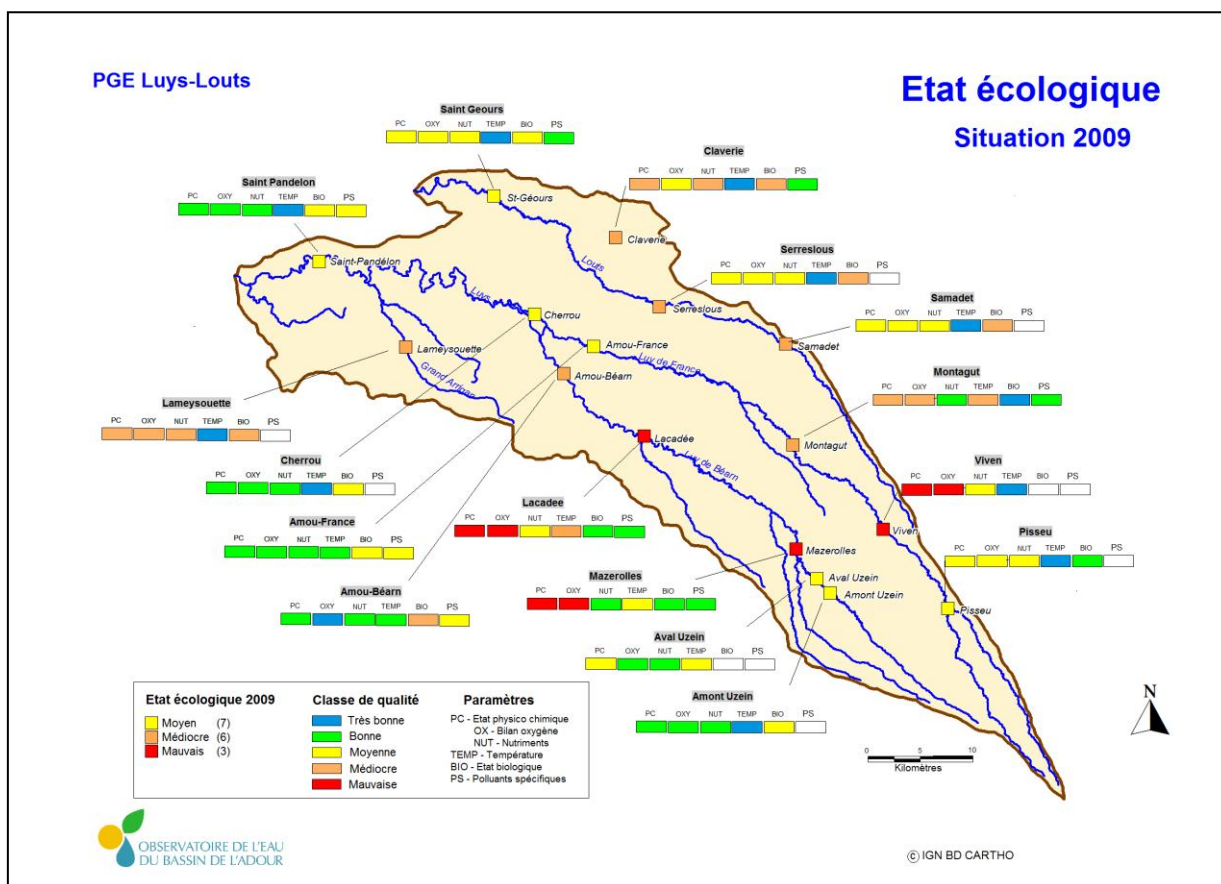 PGE Luys-Louts
Etat écologique
Situation 2009
Saint Geours
PC OXY NUT TEMP BIO PS
Claverie
PC OXY NUT TEMP BIO PS
Saint Pandelon
PC OXY NUT TEMP BIO PS
St-Géours
Claverie
Serreslous
PC OXY NUT TEMP BIO PS
Saint-Pandélon
Louts
Luys
Samadet
PC OXY NUT TEMP BIO PS
Cherrou
Serreslous
Lameysouette
Amou-France
Samadet
Luy de France
Grand Arrigan
Amou-Béarn
Montagut
PC OXY NUT TEMP BIO PS
Lameysouette
PC OXY NUT TEMP BIO PS
Lacadée
Luy de Béarn
Montagut
Cherrou
PC OXY NUT TEMP BIO PS
Viven
PC OXY NUT TEMP BIO PS
Lacadee
PC OXY NUT TEMP BIO PS
Amou-France
PC OXY NUT TEMP BIO PS
Viven
Pisseu
PC OXY NUT TEMP BIO PS
Mazerolles
Mazerolles
PC OXY NUT TEMP BIO PS
Aval Uzein
Amont Uzein
Amou-Béarn
PC OXY NUT TEMP BIO PS
Pisseu
Aval Uzein
PC OXY NUT TEMP BIO PS
Amont Uzein
PC OXY NUT TEMP BIO PS
Etat écologique 2009
Moyen (7)
Médiocre (6)
Mauvais (3)
Classe de qualité
Très bonne
Bonne
Moyenne
Médiocre
Mauvaise
Paramètres
PC - Etat physico chimique
OX - Bilan oxygène
NUT - Nutriments
TEMP - Température
BIO - Etat biologique
PS - Polluants spécifiques
N
0 5 10
Kilomètres
OBSERVATOIRE DE L'EAU
DU BASSIN DE L'ADOUR
© IGN BD CARTHO